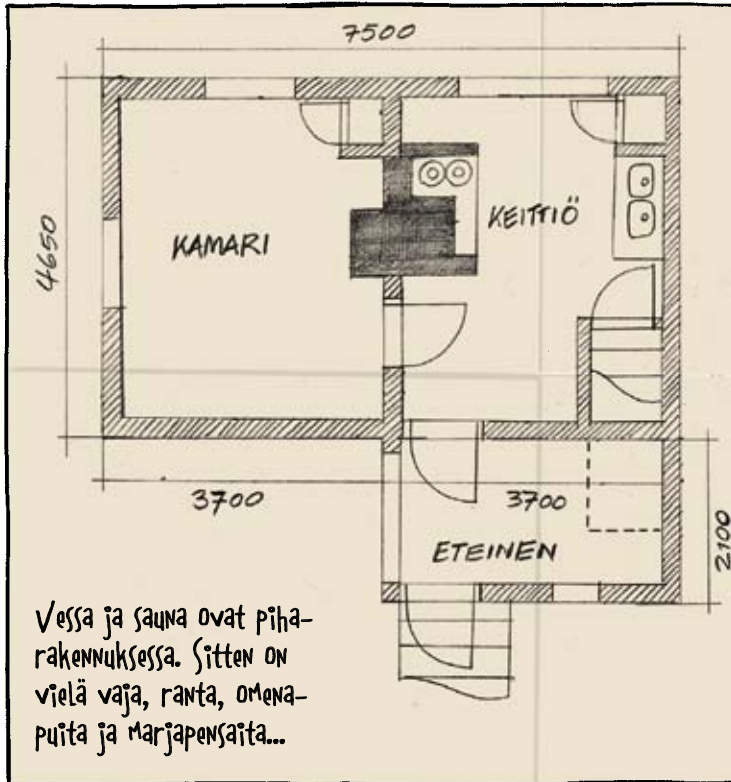 7500
4650
KAMARI
KEITTIÖ
3700
3700
2100
ETEINEN
Vessa ja sauna ovat piha-
rakennuksessa. Sitten on
vielä vaja, ranta, omena-
puita ja marjapensaita...